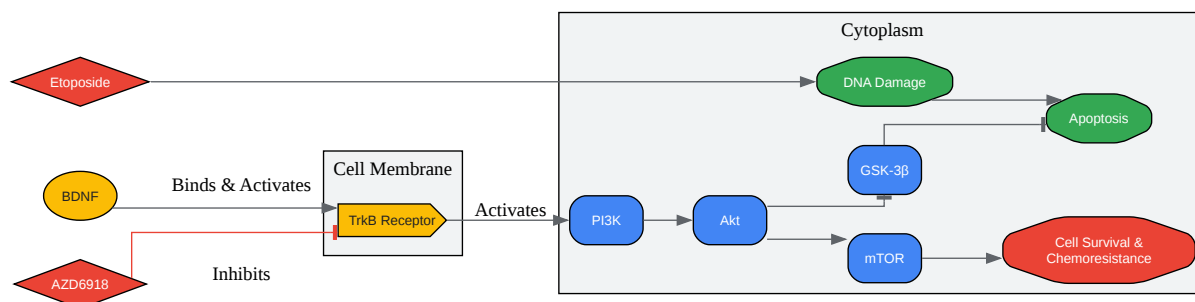 Cytoplasm
Etoposide
DNA Damage
Apoptosis
Cell Membrane
GSK-3β
Binds & Activates
BDNF
TrkB Receptor
Activates
PI3K
Akt
mTOR
Cell Survival &
Chemoresistance
Inhibits
AZD6918